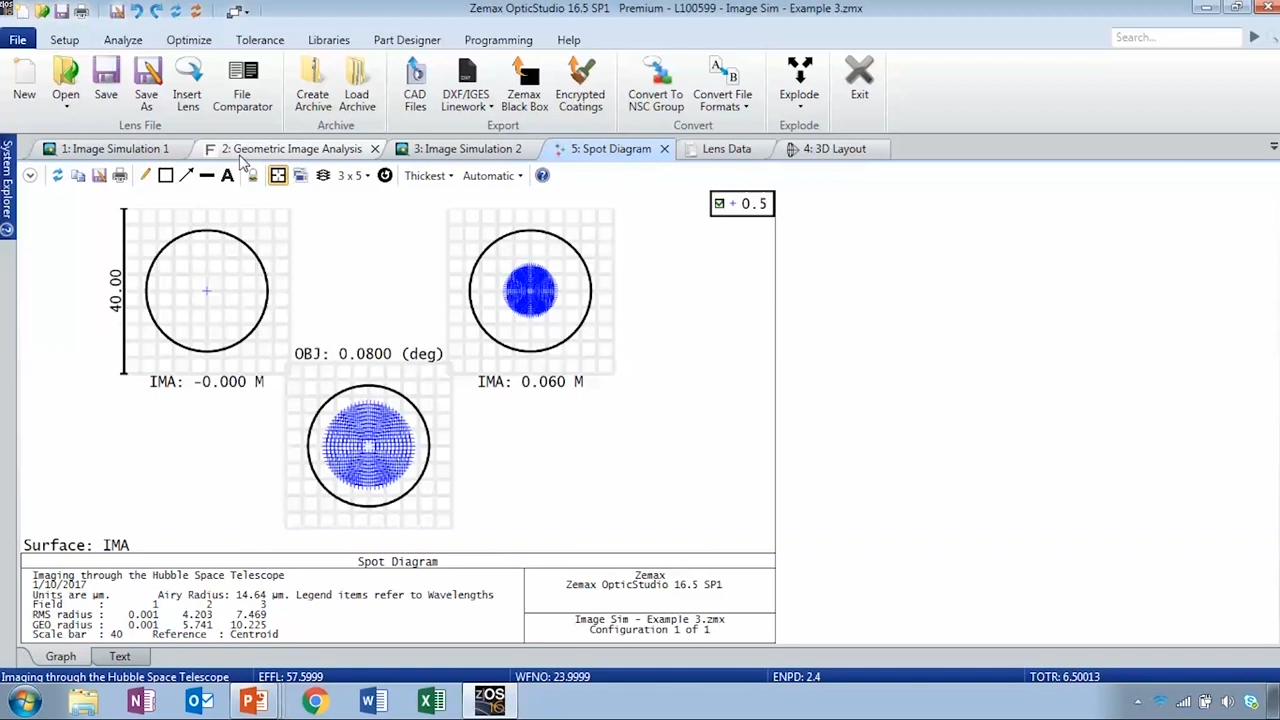 Zemax OpticStudio 16.5 SP1 Premium - L100599 - Image Sim - Example 3.zmx
File Setup Analyze Optimize Tolerance Libraries Part Designer Programming Help Search...
New Open Save Save As Insert Lens File Comparator Create Archive Load Archive CAD Files DXF/IGES Linework Zemax Black Box Encrypted Coatings Convert To NSC Group Convert File Formats Explode Exit
Lens File Archive Export Convert Explode
1: Image Simulation 1 2: Geometric Image Analysis 3: Image Simulation 2 5: Spot Diagram Lens Data 4: 3D Layout
System Explorer
A 3 x 5 Thickest Automatic
+ 0.5
40.00
OBJ: 0.0800 (deg)
IMA: -0.000 M IMA: 0.060 M
Surface: IMA
Spot Diagram
Imaging through the Hubble Space Telescope
1/10/2017
Units are µm. Airy Radius: 14.64 µm. Legend items refer to Wavelengths
Field : 1 2 3
RMS radius : 0.001 4.203 7.469
GEO radius : 0.001 5.741 10.225
Scale bar : 40 Reference : Centroid
Zemax
Zemax OpticStudio 16.5 SP1
Image Sim - Example 3.zmx
Configuration 1 of 1
Graph Text
Imaging through the Hubble Space Telescope EFFL: 57.5999 WFNO: 23.9999 ENPD: 2.4 TOTR: 6.50013